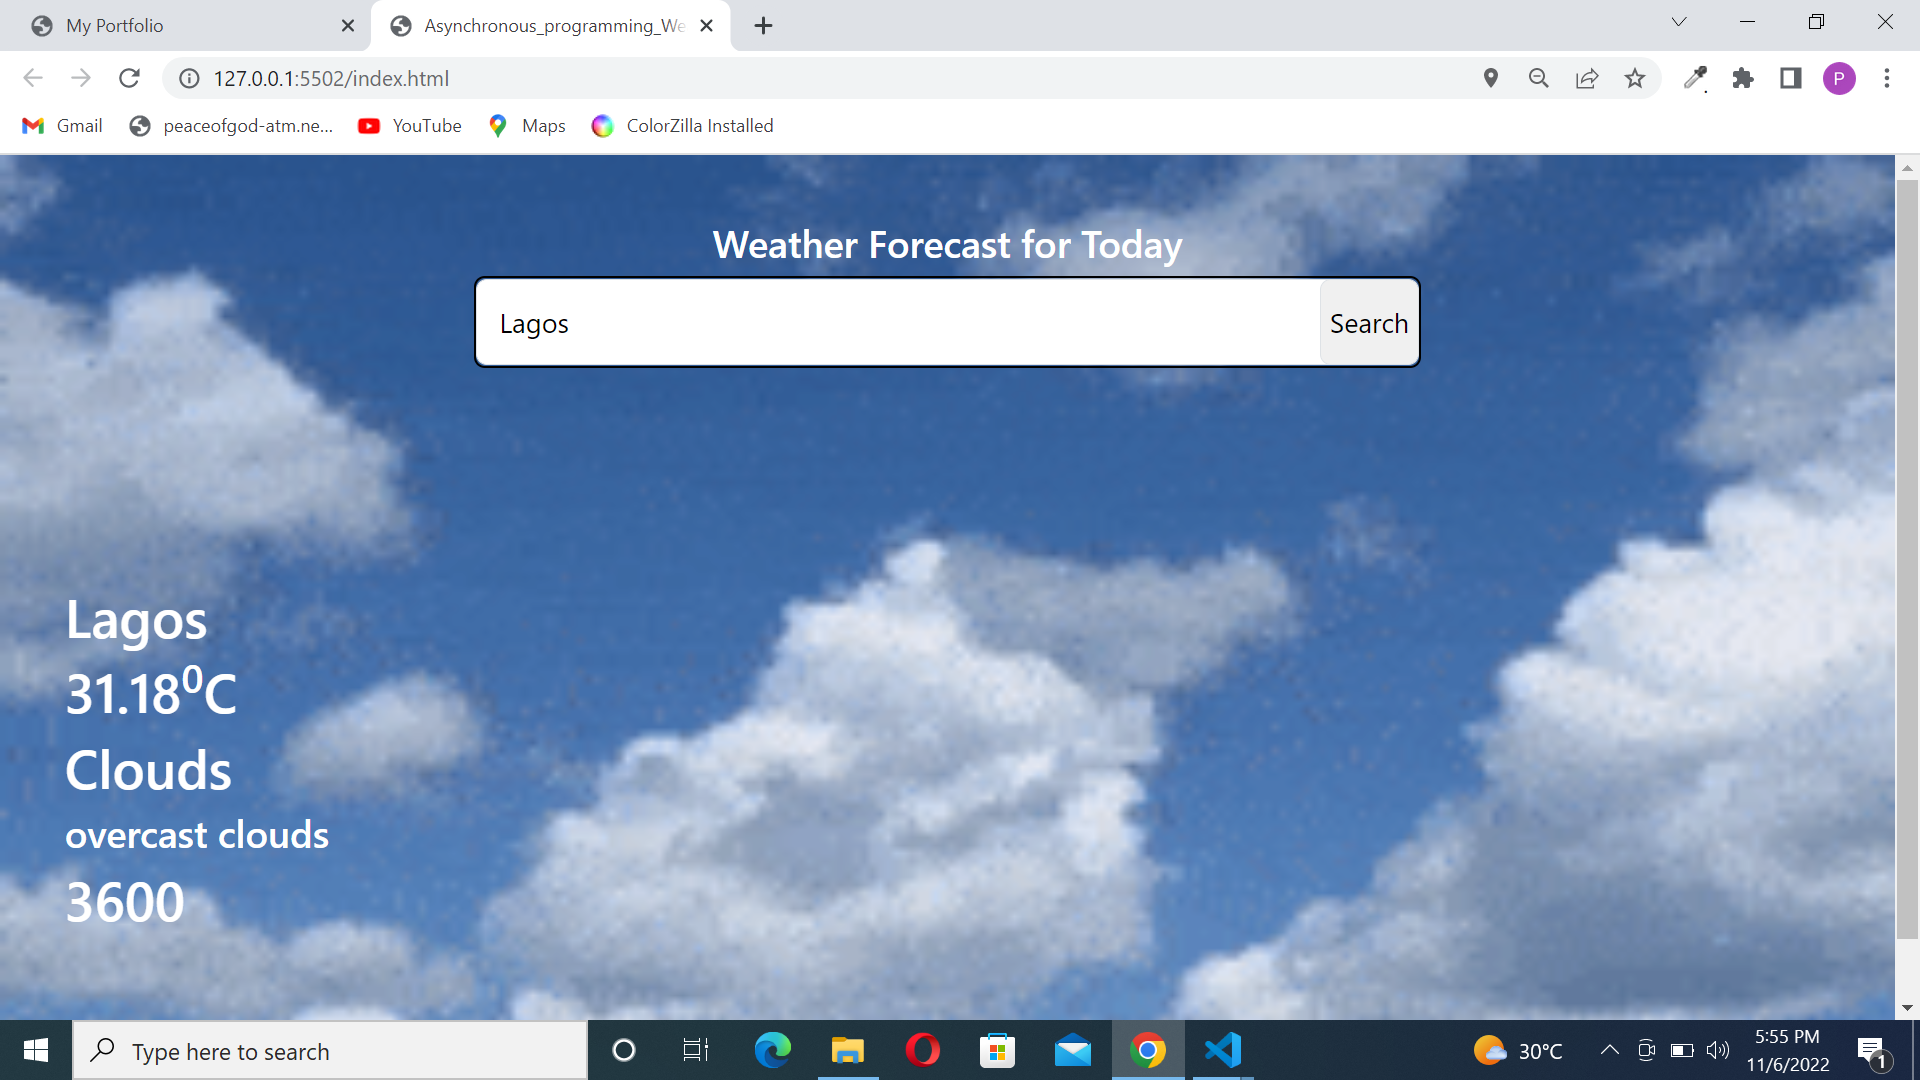 My Portfolio
Asynchronous_programming_We
127.0.0.1:5502/index.html
P
Gmail
peaceofgod-atm.ne...
YouTube
Maps
ColorZilla Installed
Weather Forecast for Today
Lagos
Search
Lagos
31.18⁰C
Clouds
overcast clouds
3600
Type here to search
30°C
5:55 PM
11/6/2022
1